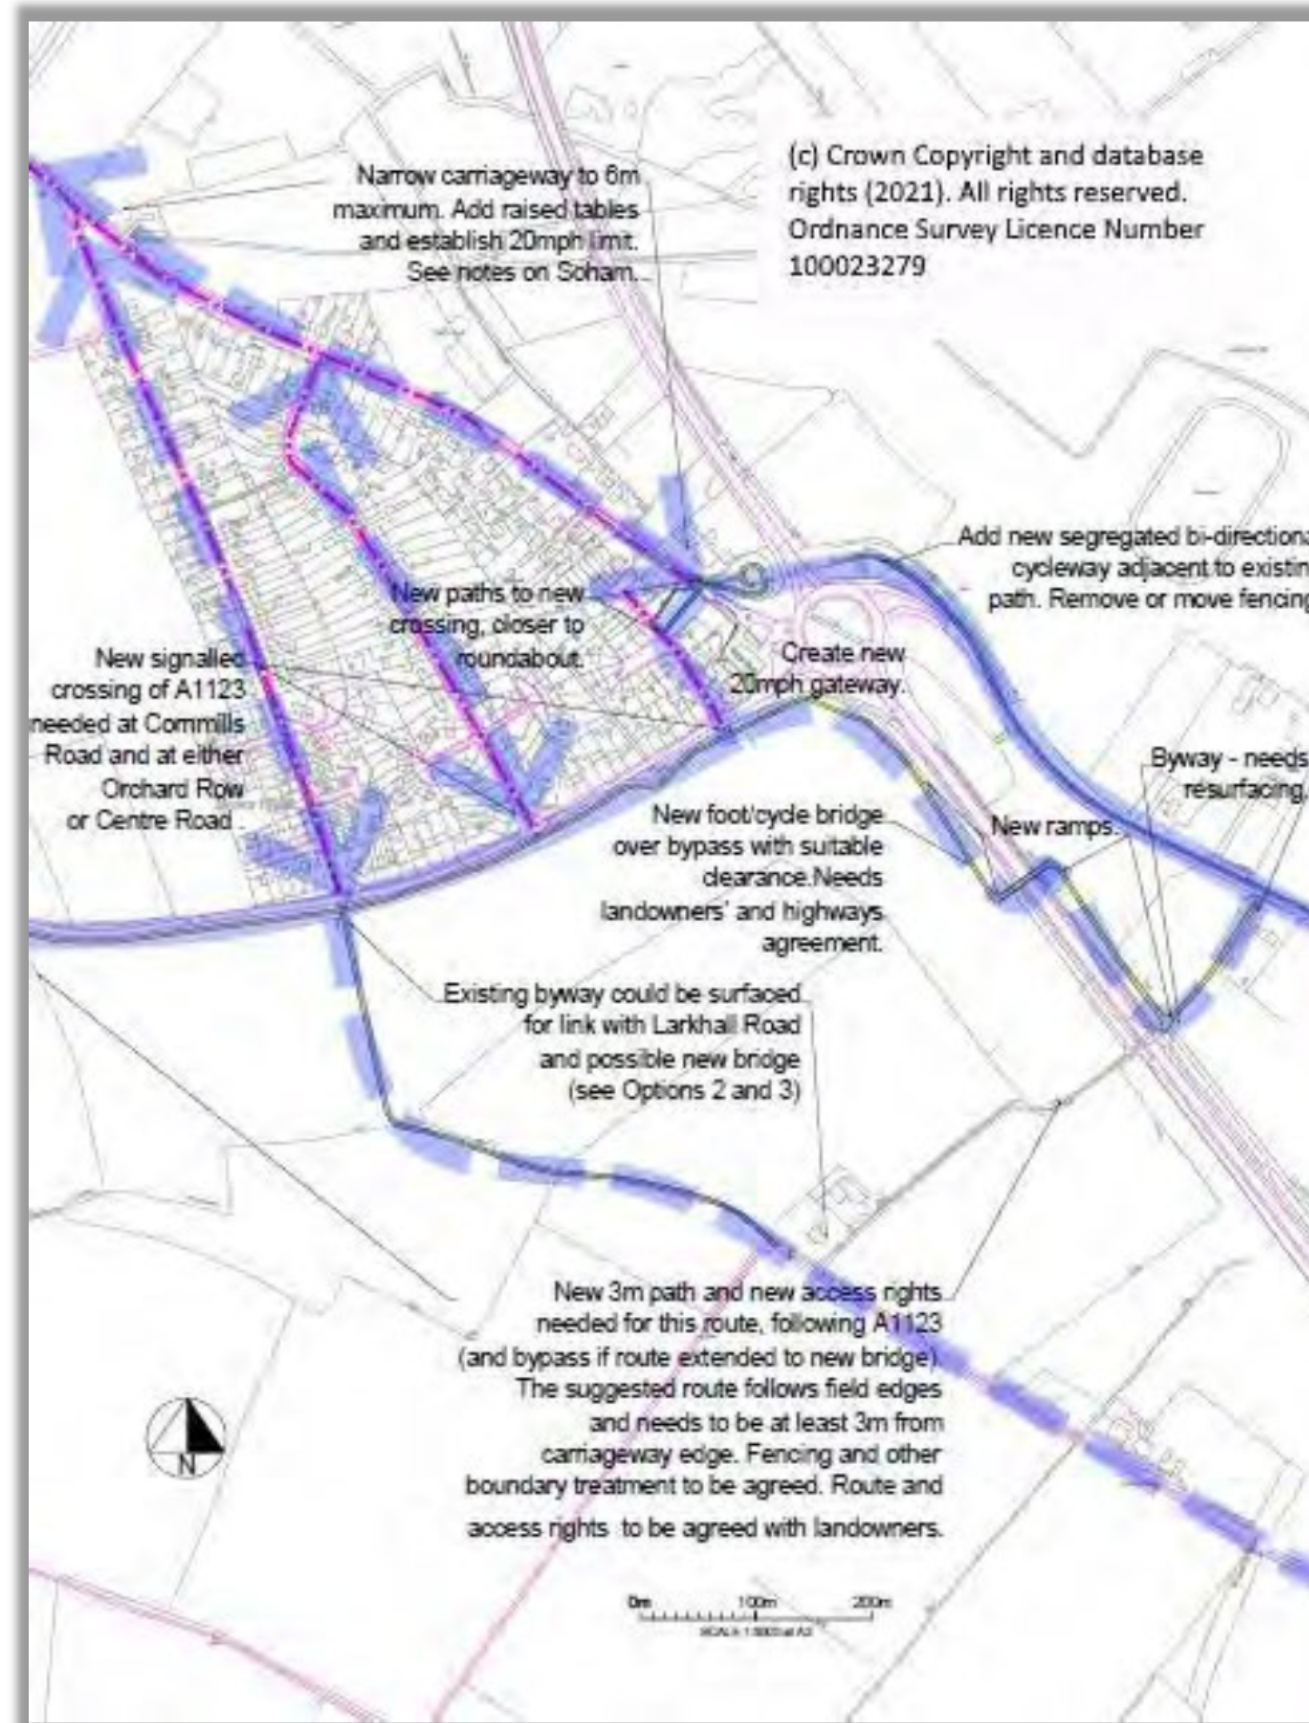 Narrow carriageway to 6m
maximum. Add raised tables
and establish 20mph limit.
See notes on Soham.
(c) Crown Copyright and database
rights (2021). All rights reserved.
Ordnance Survey Licence Number
100023279
Add new segregated bi-directiona
cycleway adjacent to existin
path. Remove or move fencing
New paths to new
crossing, closer to
roundabout.
Create new
20mph gateway.
New signalled
crossing of A1123
needed at Cornmills
Road and at either
Orchard Row
or Centre Road.
Byway - needs
resurfacing.
New foot/cycle bridge
over bypass with suitable
clearance.Needs
landowners' and highways
agreement.
New ramps.
Existing byway could be surfaced
for link with Larkhall Road
and possible new bridge
(see Options 2 and 3)
New 3m path and new access rights
needed for this route, following A1123
(and bypass if route extended to new bridge).
The suggested route follows field edges
and needs to be at least 3m from
carriageway edge. Fencing and other
boundary treatment to be agreed. Route and
access rights to be agreed with landowners.
N
0m 100m 200m